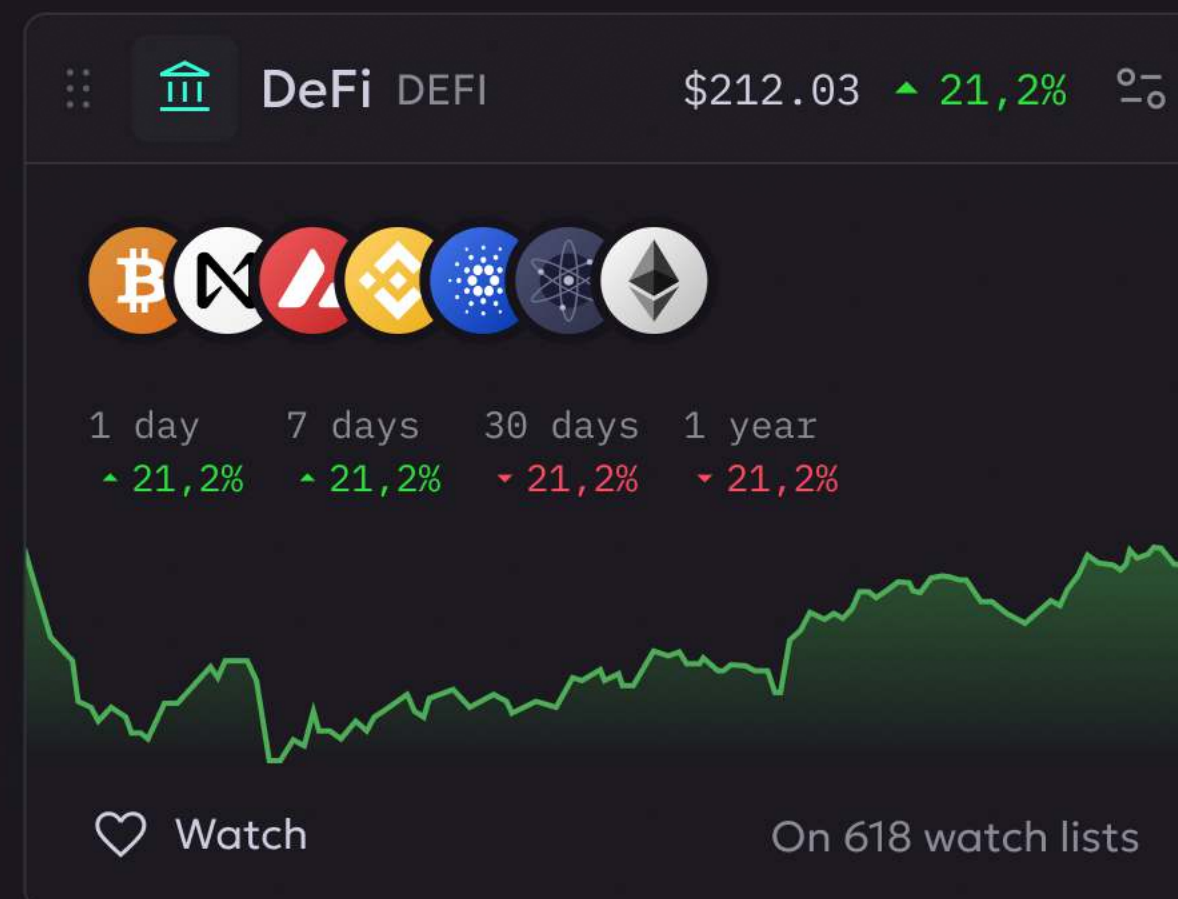 DeFi DEFI $212.03 21,2%
1 day 7 days 30 days 1 year
21,2% 21,2% 21,2% 21,2%
Watch On 618 watch lists